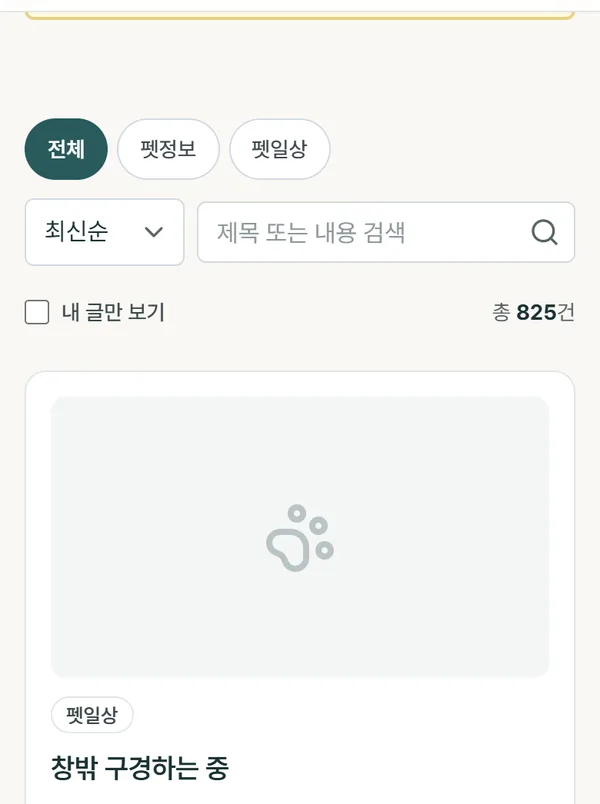 전체 펫정보 펫일상
최신순 제목 또는 내용 검색
내 글만 보기 총 825건
펫일상
창밖 구경하는 중